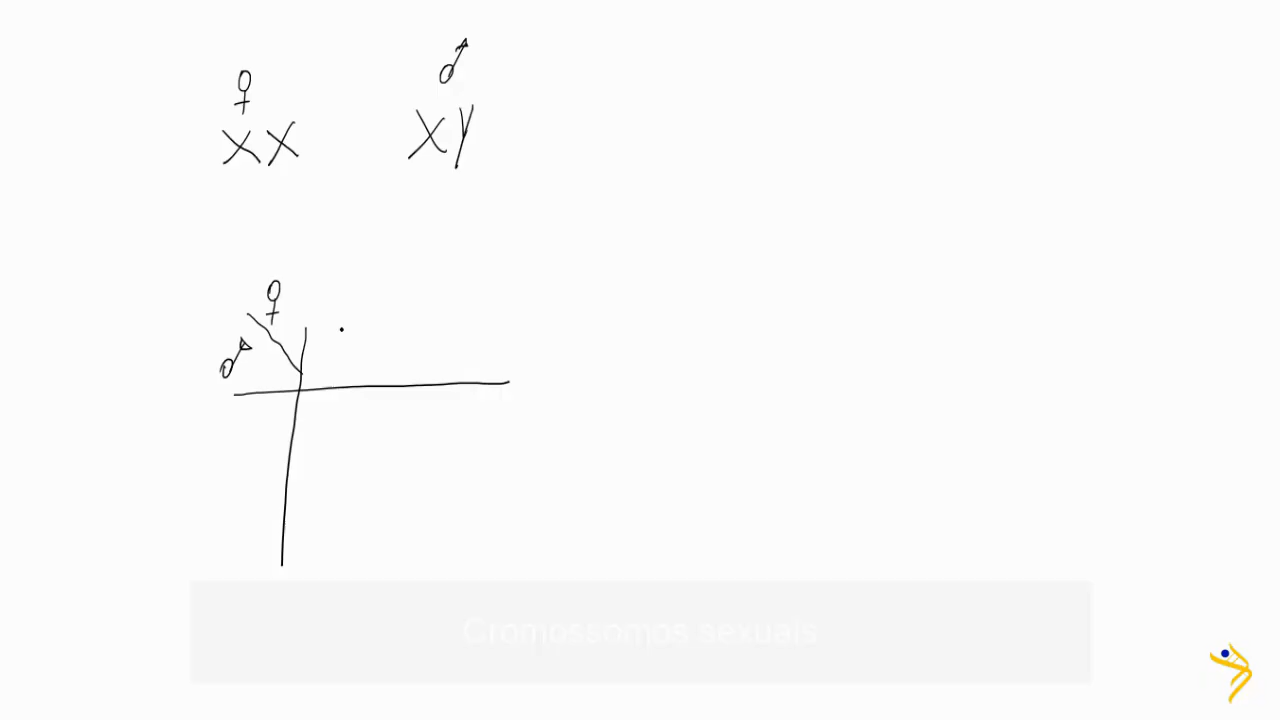 ♀ ♂
XX XY
♀
♂
Cromossomos sexuais